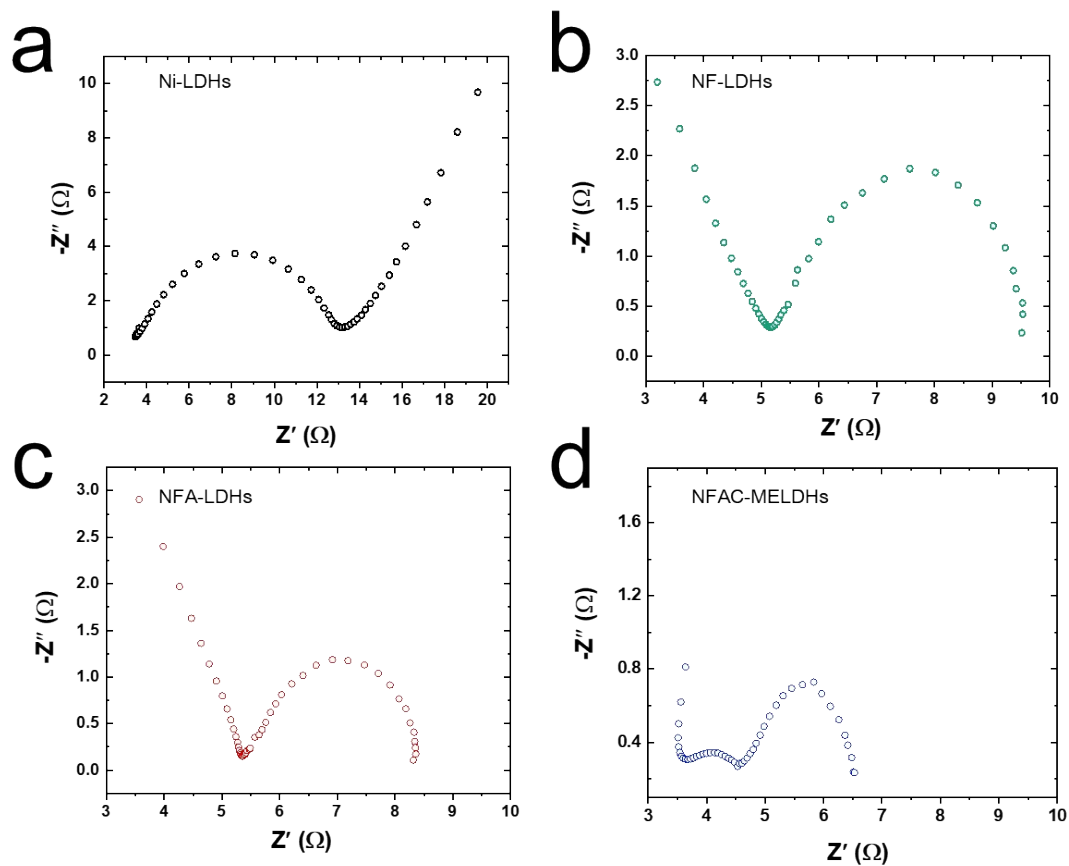 a
Ni-LDHs
10
8
6
4
2
0
-Z″ (Ω)
2 4 6 8 10 12 14 16 18 20
Z′ (Ω)
b
NF-LDHs
3.0
2.5
2.0
1.5
1.0
0.5
0.0
-Z″ (Ω)
3 4 5 6 7 8 9 10
Z′ (Ω)
c
NFA-LDHs
3.0
2.5
2.0
1.5
1.0
0.5
0.0
-Z″ (Ω)
3 4 5 6 7 8 9 10
Z′ (Ω)
d
NFAC-MELDHs
1.6
1.2
0.8
0.4
-Z″ (Ω)
3 4 5 6 7 8 9 10
Z′ (Ω)